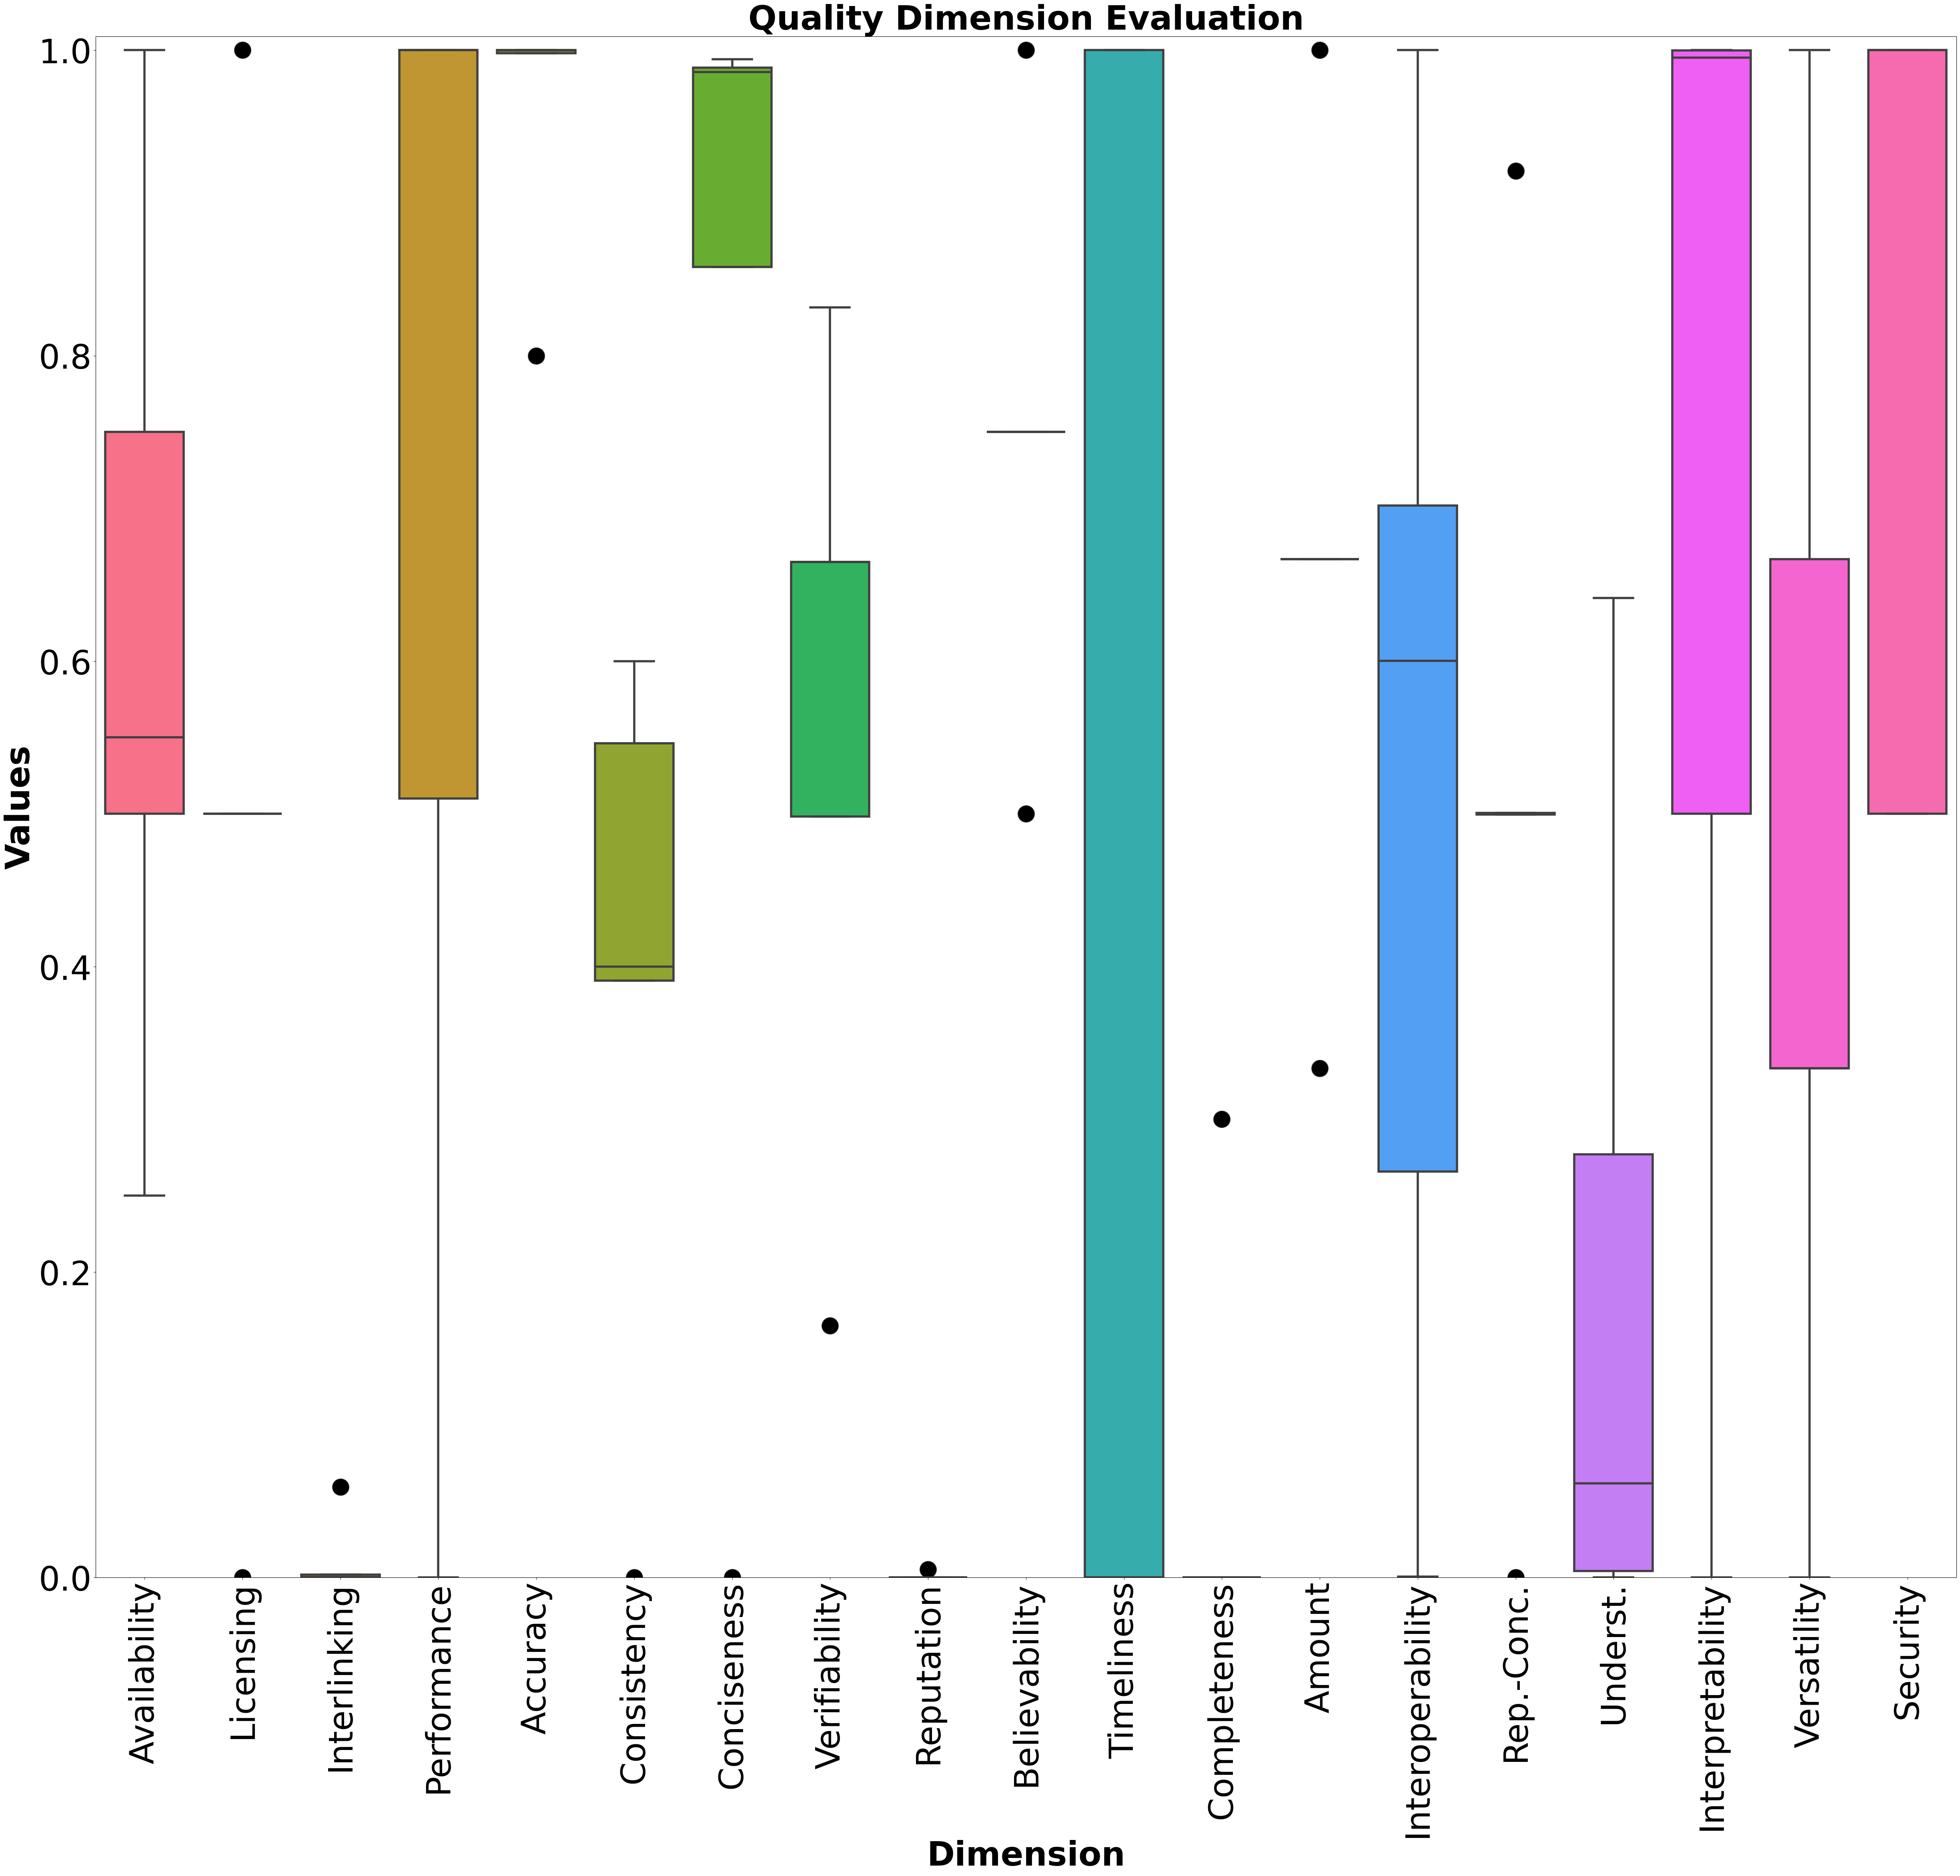 Quality Dimension Evaluation
1.0
0.8
0.6
0.4
0.2
0.0
Values
Availability
Licensing
Interlinking
Performance
Accuracy
Consistency
Conciseness
Verifiability
Reputation
Believability
Timeliness
Completeness
Amount
Interoperability
Rep.-Conc.
Underst.
Interpretability
Versatility
Security
Dimension